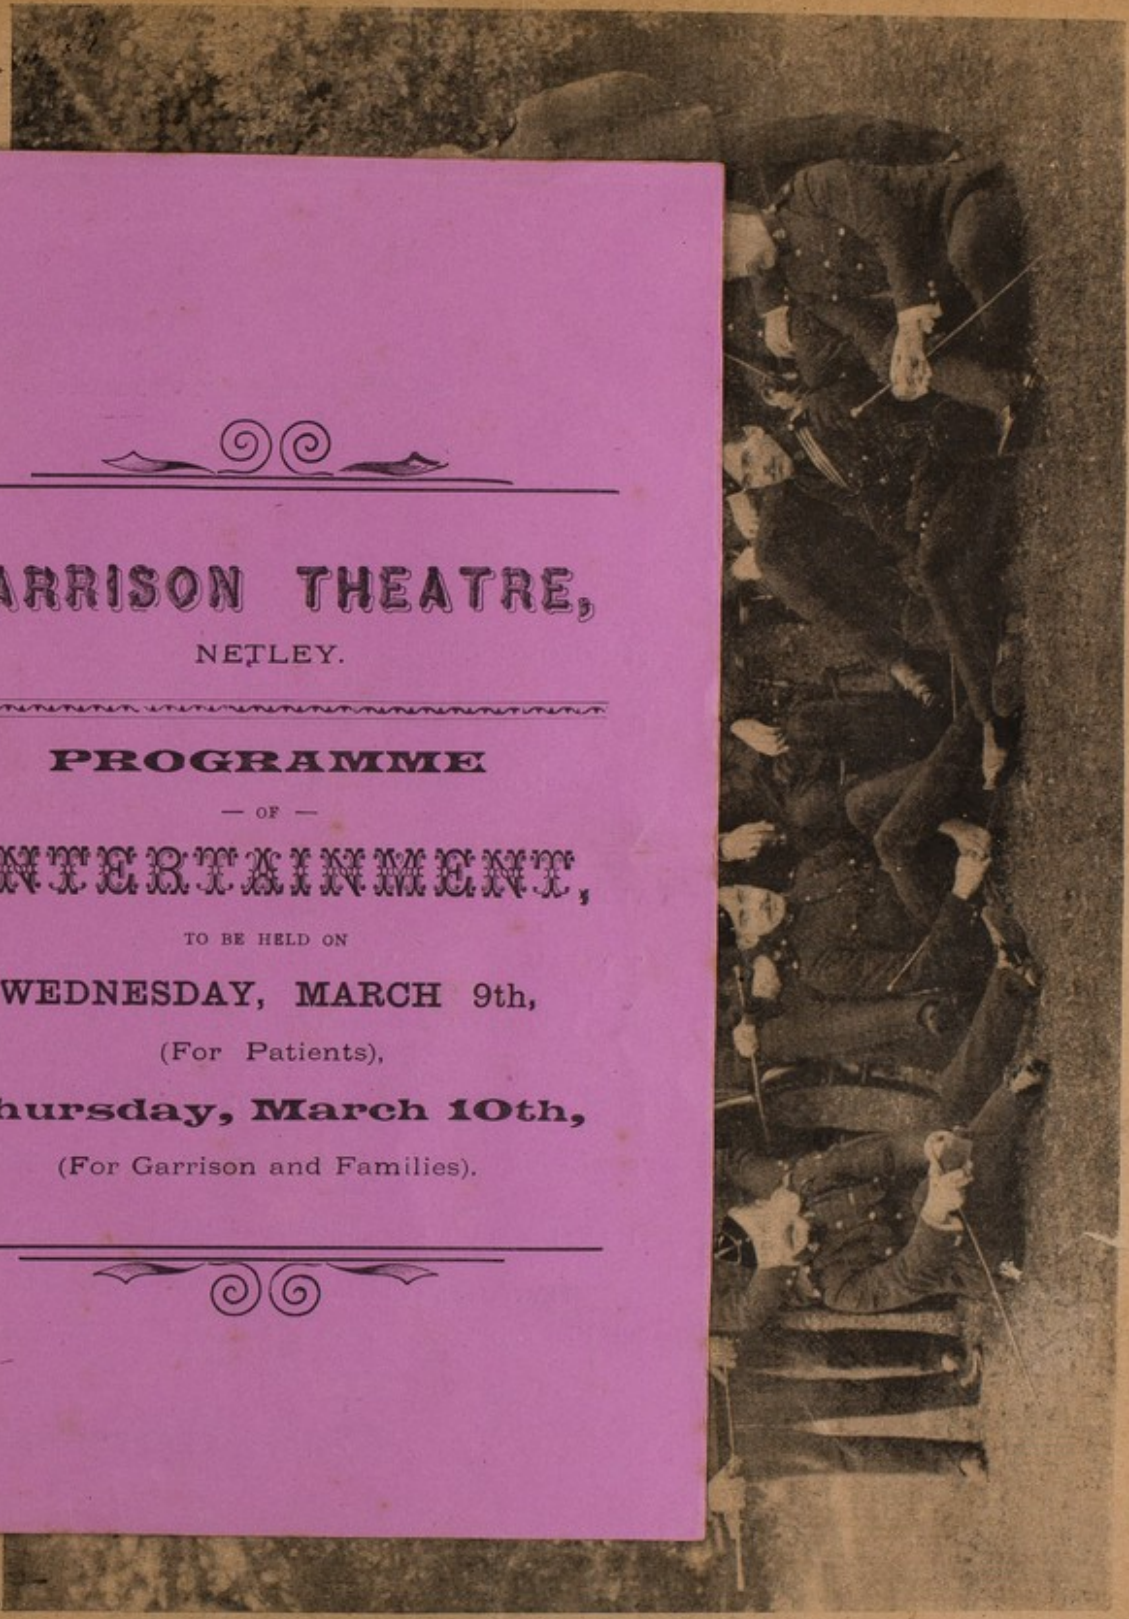 ARRISON THEATRE,
NETLEY.
PROGRAMME
— OF —
NTERTAINMENT,
TO BE HELD ON
WEDNESDAY, MARCH 9th,
(For Patients),
hursday, March 10th,
(For Garrison and Families).